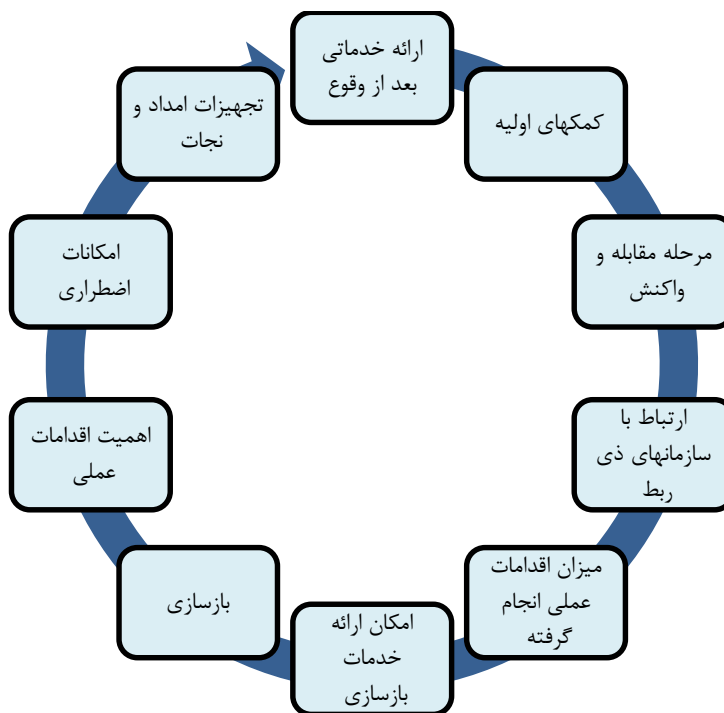 ارائه خدماتی
بعد از وقوع
کمکهای اولیه
مرحله مقابله و
واکنش
ارتباط با
سازمانهای ذی
ربط
میزان اقدامات
عملی انجام
گرفته
امکان ارائه
خدمات
بازسازی
بازسازی
اهمیت اقدامات
عملی
امکانات
اضطراری
تجهیزات امداد و
نجات